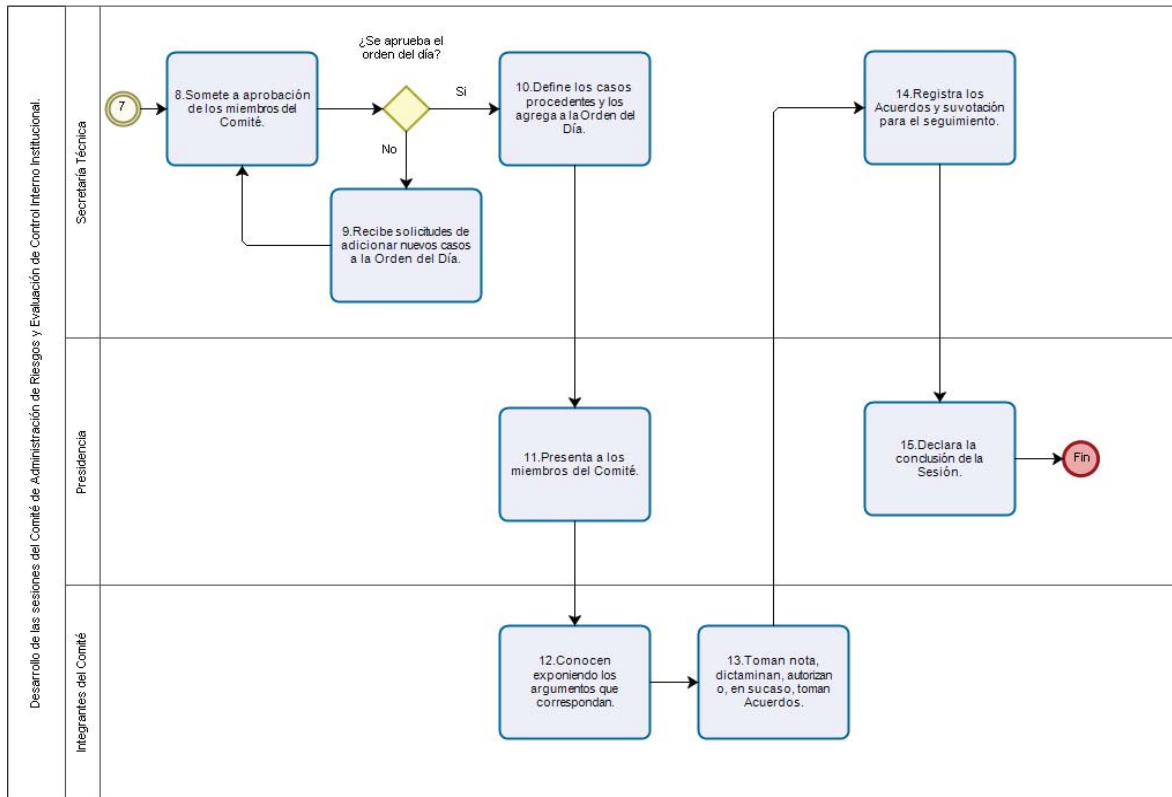 Desarrollo de las sesiones del Comité de Administración de Riesgos y Evaluación de Control Interno Institucional.
Secretaría Técnica
7
8.Somete a aprobación
de los miembros del
Comité.
¿Se aprueba el
orden del día?
Si
No
9.Recibe solicitudes de
adicionar nuevos casos
a la Orden del Día.
10.Define los casos
procedentes y los
agrega a la Orden del
Día.
14.Registra los
Acuerdos y suvotación
para el seguimiento.
Presidencia
11.Presenta a los
miembros del Comité.
15.Declara la
conclusión de la
Sesión.
Fin
Integrantes del Comité
12.Conocen
exponiendo los
argumentos que
correspondan.
13.Toman nota,
dictaminan, autorizan
o, en sucaso, toman
Acuerdos.